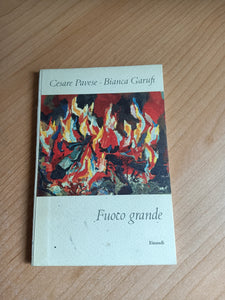 Cesare Pavese - Bianca Garufi
Fuoco grande
Einaudi